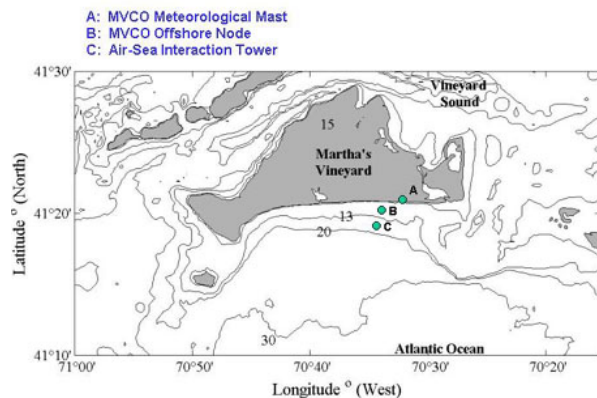 A: MVCO Meteorological Mast
B: MVCO Offshore Node
C: Air-Sea Interaction Tower
41°30'
Vineyard
Sound
15
Martha's
Vineyard
A
41°20'
B
13
C
20
30
Atlantic Ocean
41°10'
71°00'
70°50'
70°40'
70°30'
70°20'
Latitude ° (North)
Longitude ° (West)